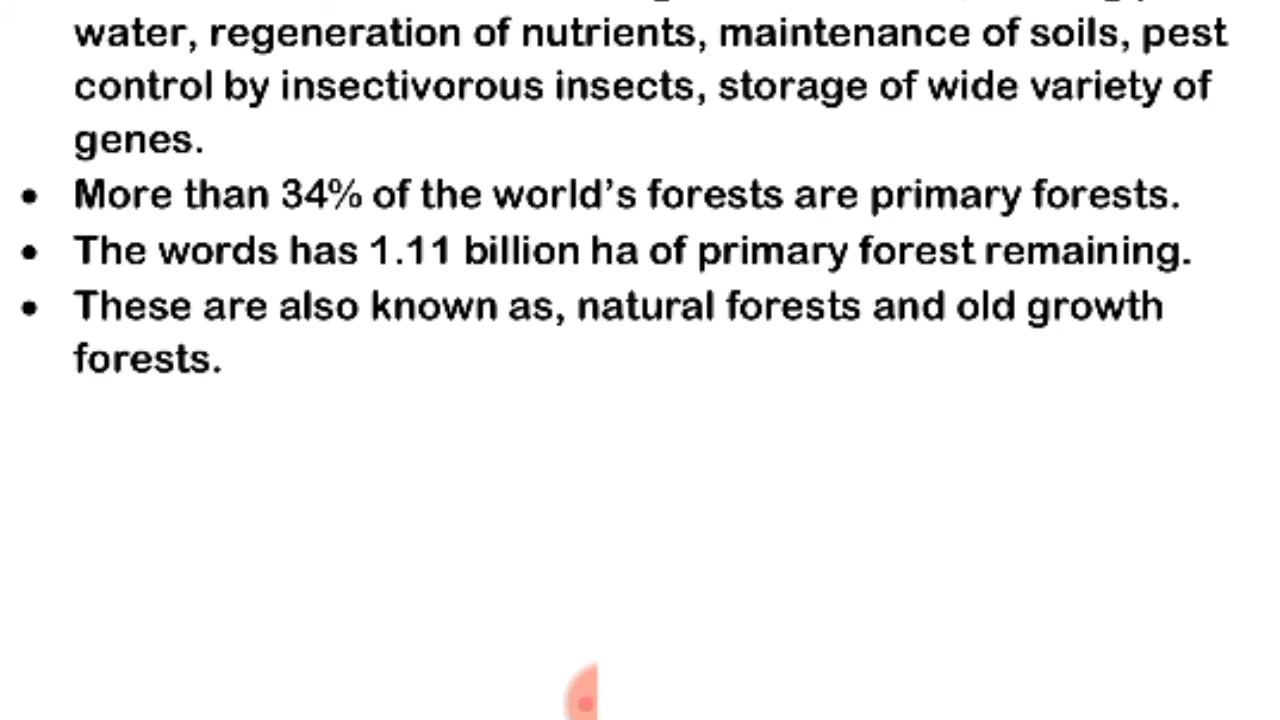 water, regeneration of nutrients, maintenance of soils, pest
control by insectivorous insects, storage of wide variety of
genes.
• More than 34% of the world’s forests are primary forests.
• The words has 1.11 billion ha of primary forest remaining.
• These are also known as, natural forests and old growth
forests.